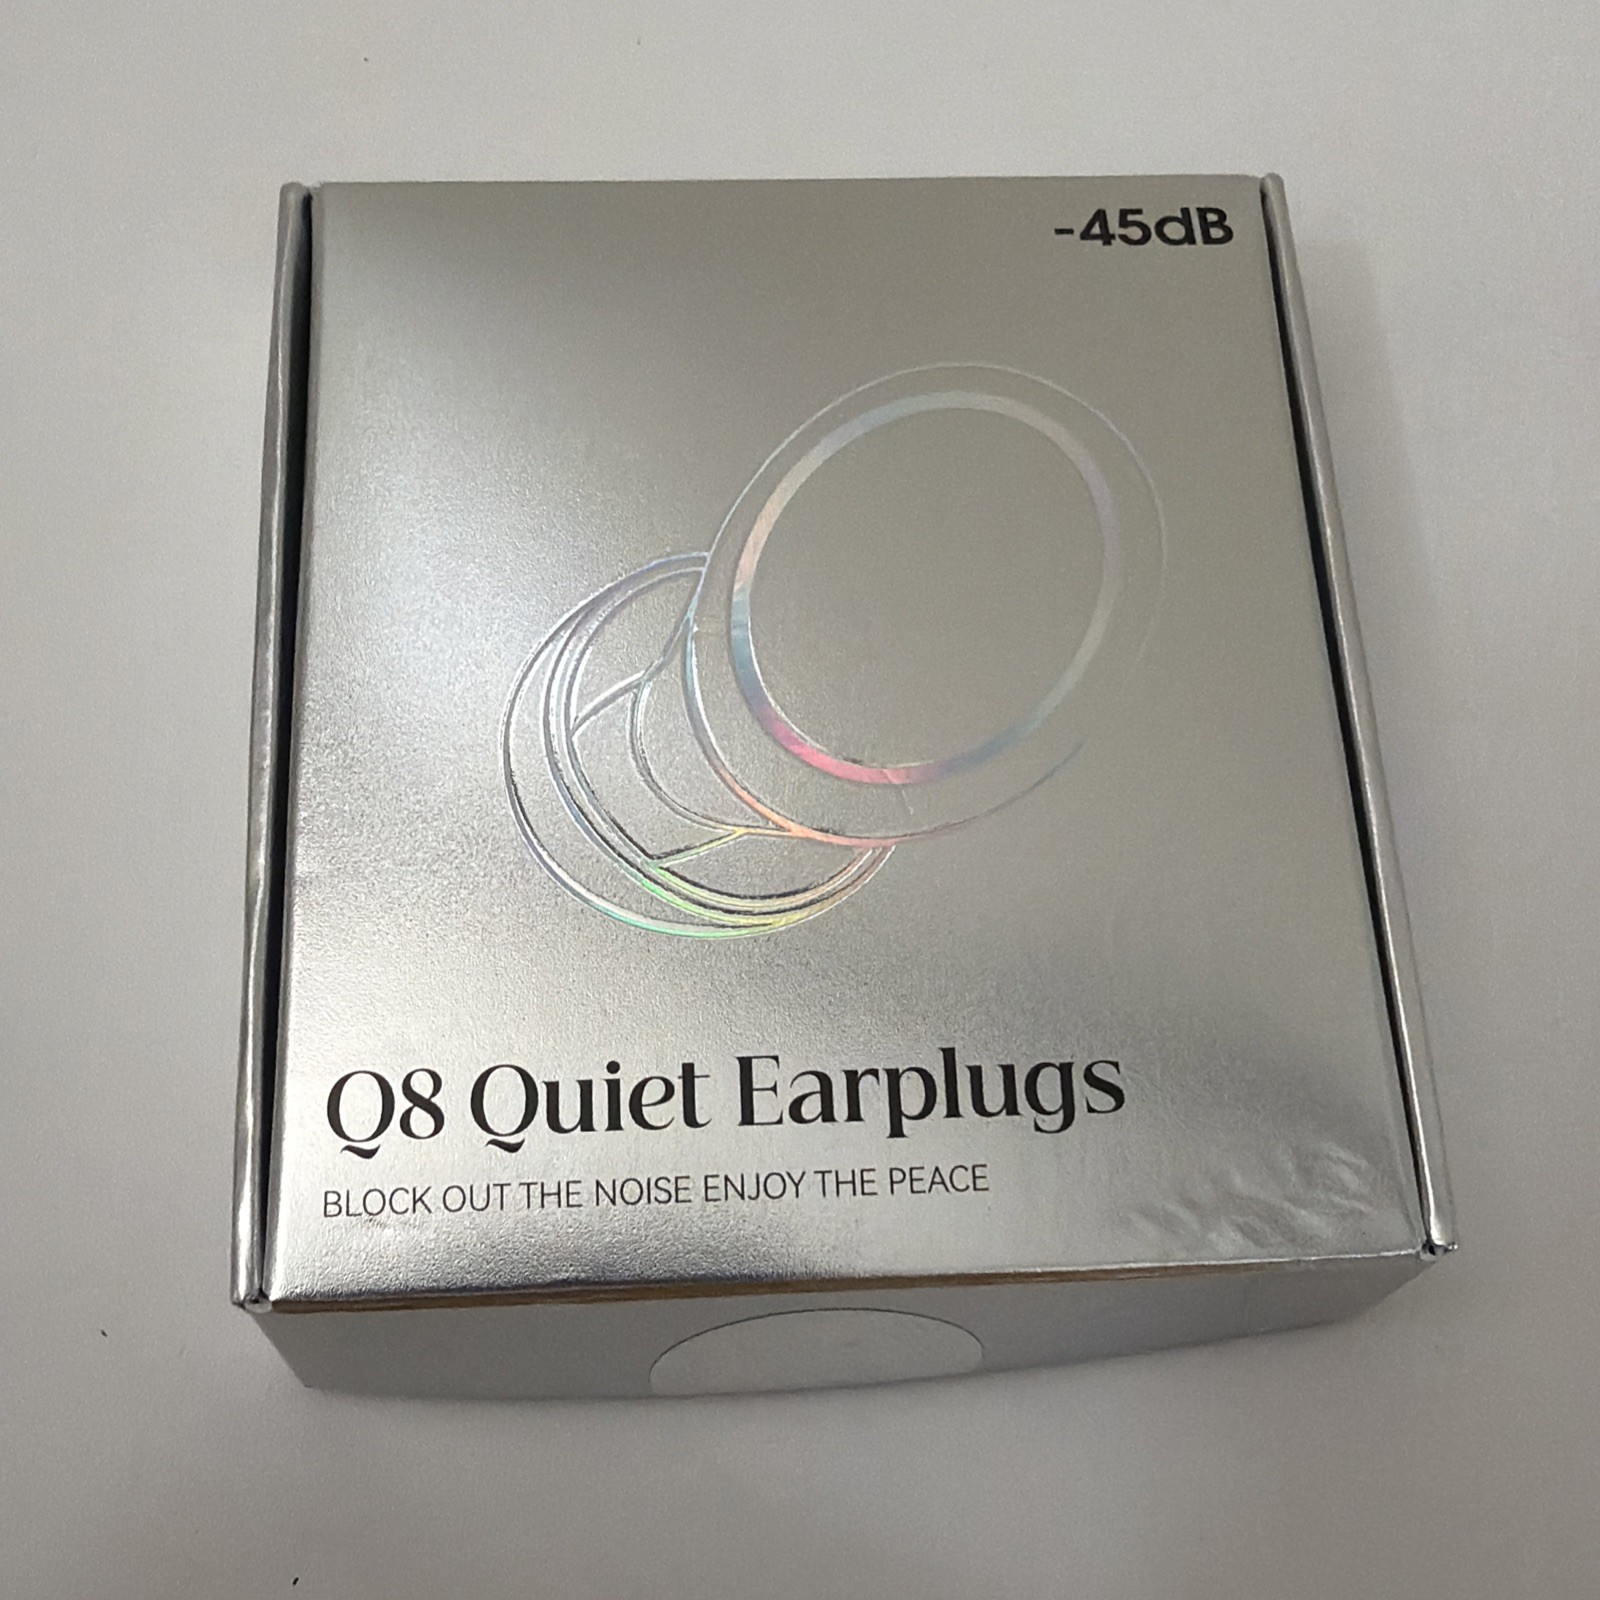 -45dB
Q8 Quiet Earplugs
BLOCK OUT THE NOISE ENJOY THE PEACE